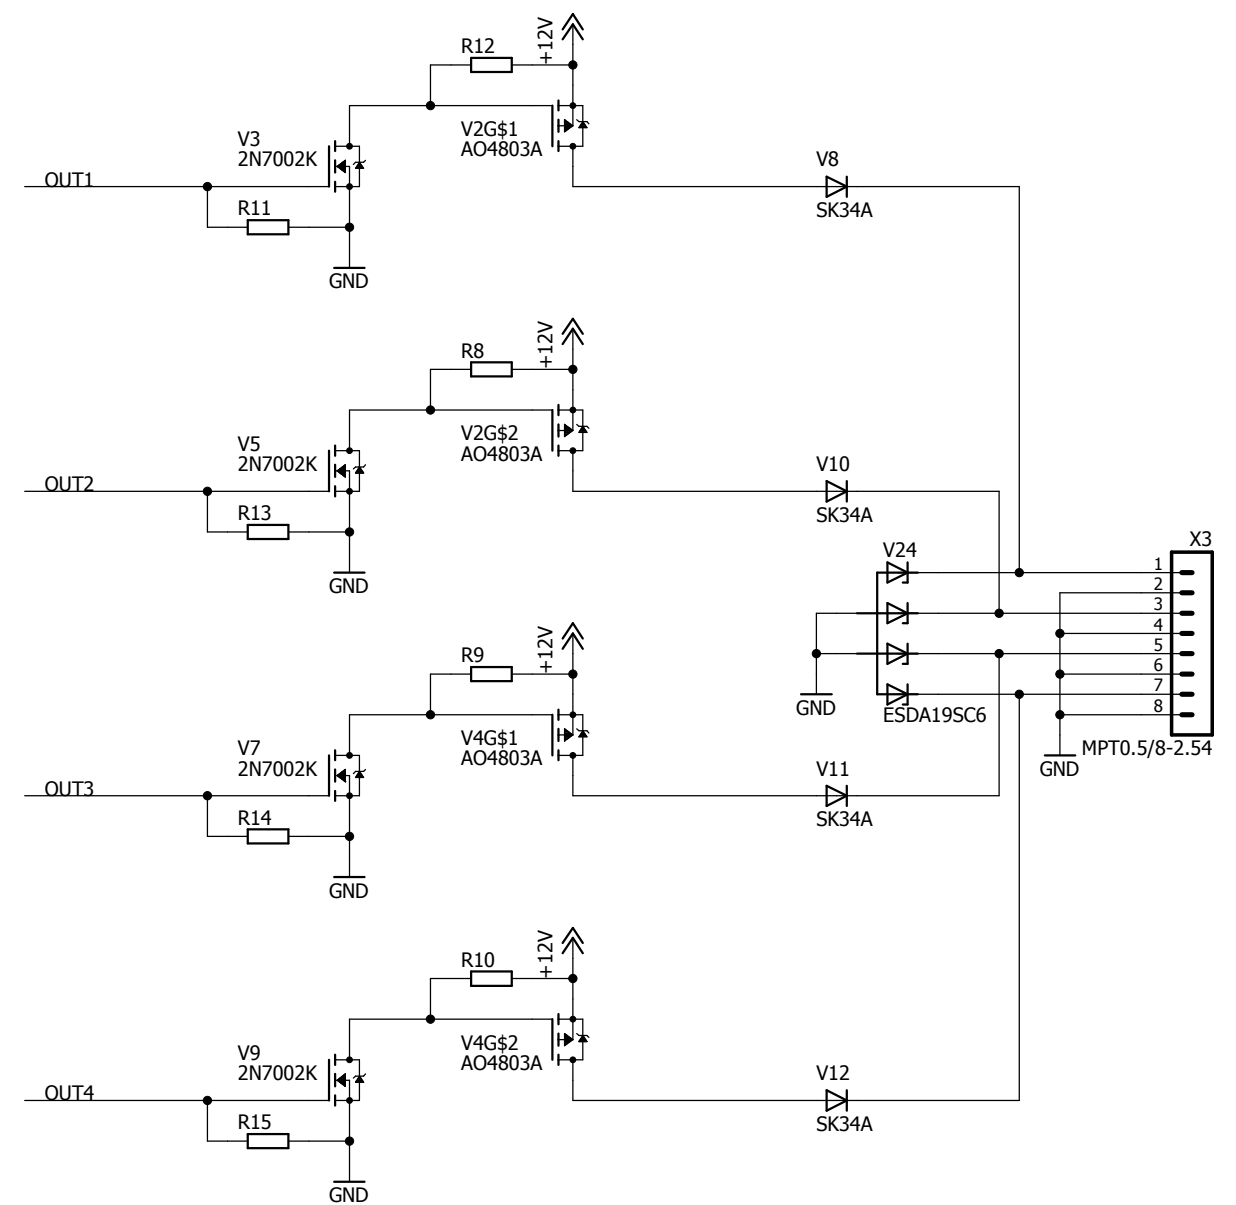 R12
+12V
V3
2N7002K
V2G$1
AO4803A
V8
SK34A
OUT1
R11
GND
R8
+12V
V5
2N7002K
V2G$2
AO4803A
V10
SK34A
OUT2
R13
GND
V24
ESDA19SC6
GND
X3
1
2
3
4
5
6
7
8
MPT0.5/8-2.54
GND
R9
+12V
V7
2N7002K
V4G$1
AO4803A
V11
SK34A
OUT3
R14
GND
R10
+12V
V9
2N7002K
V4G$2
AO4803A
V12
SK34A
OUT4
R15
GND